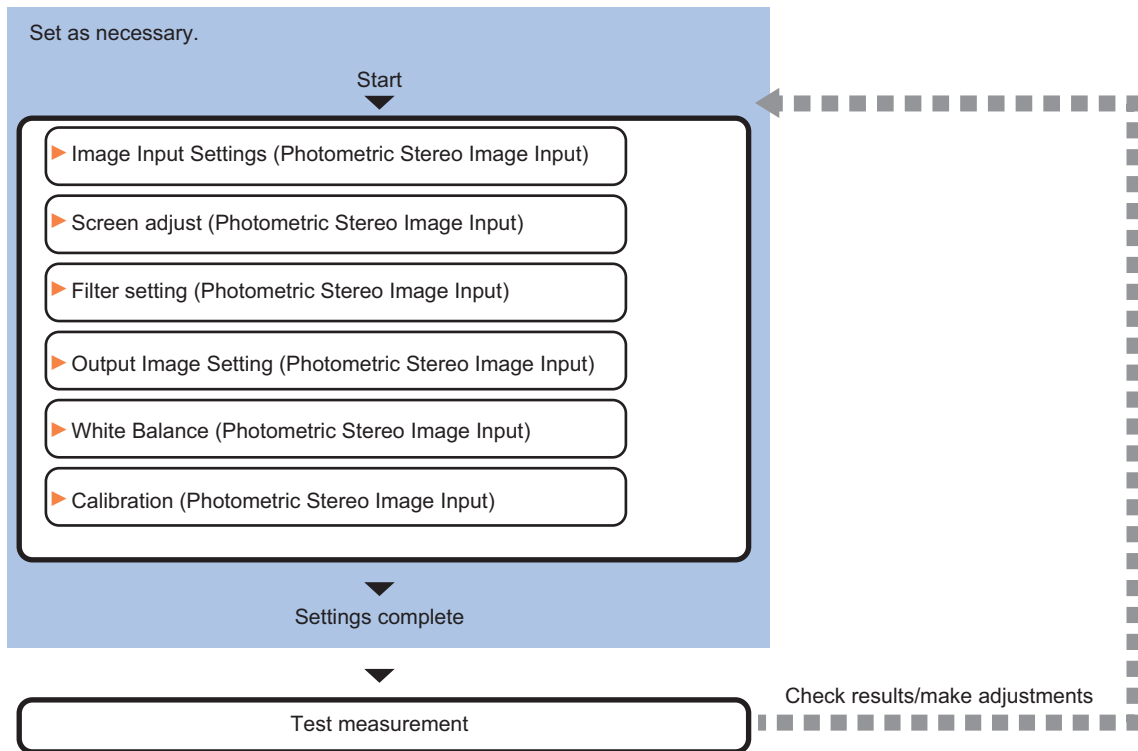 Set as necessary.
Start
Image Input Settings (Photometric Stereo Image Input)
Screen adjust (Photometric Stereo Image Input)
Filter setting (Photometric Stereo Image Input)
Output Image Setting (Photometric Stereo Image Input)
White Balance (Photometric Stereo Image Input)
Calibration (Photometric Stereo Image Input)
Settings complete
Check results/make adjustments
Test measurement